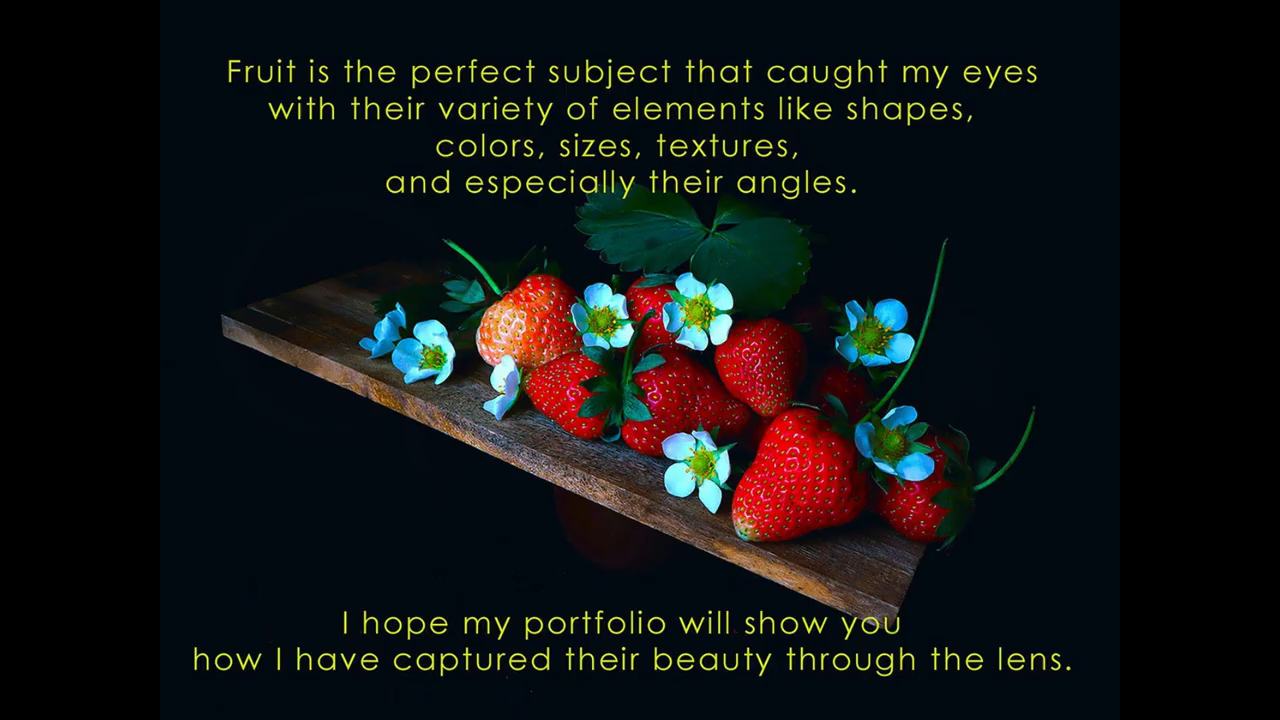 Fruit is the perfect subject that caught my eyes
with their variety of elements like shapes,
colors, sizes, textures,
and especially their angles.
I hope my portfolio will show you
how I have captured their beauty through the lens.